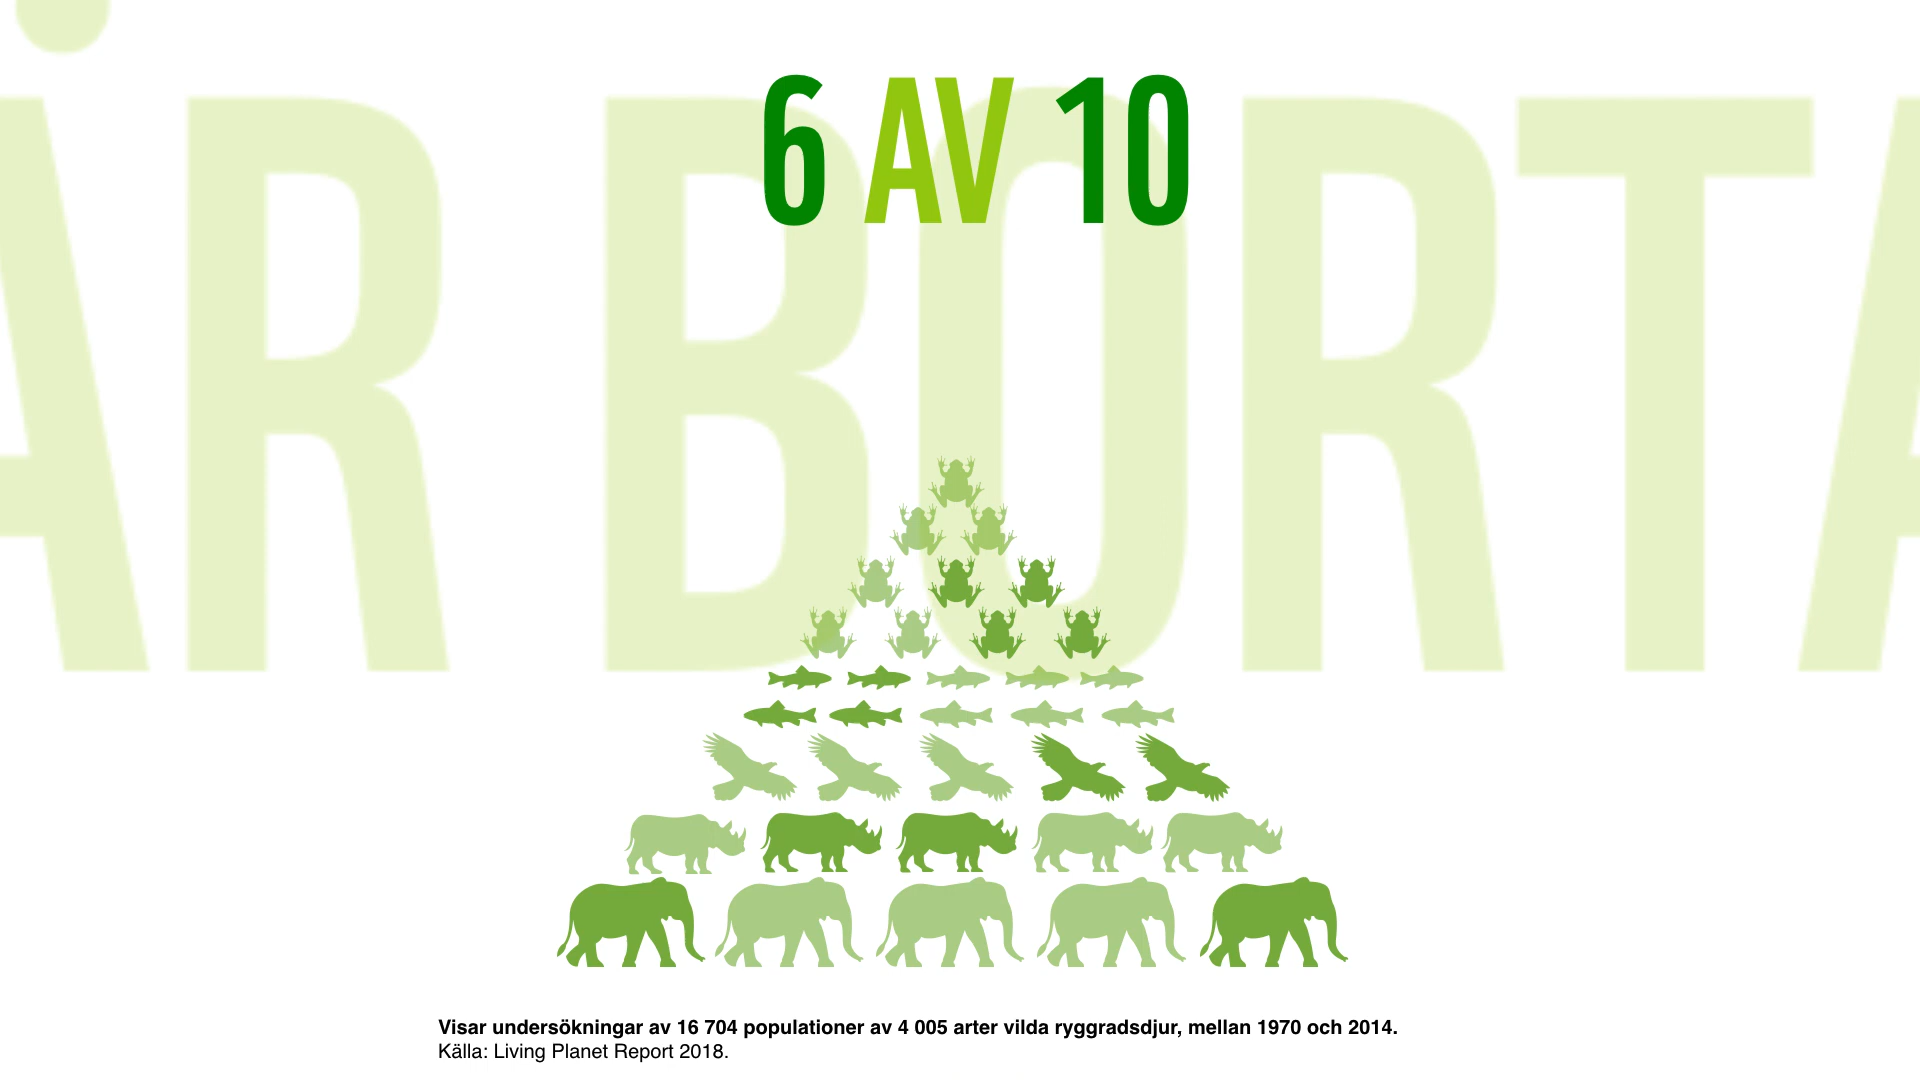 6 AV 10
ÄR BORTA
Visar undersökningar av 16 704 populationer av 4 005 arter vilda ryggradsdjur, mellan 1970 och 2014.
Källa: Living Planet Report 2018.